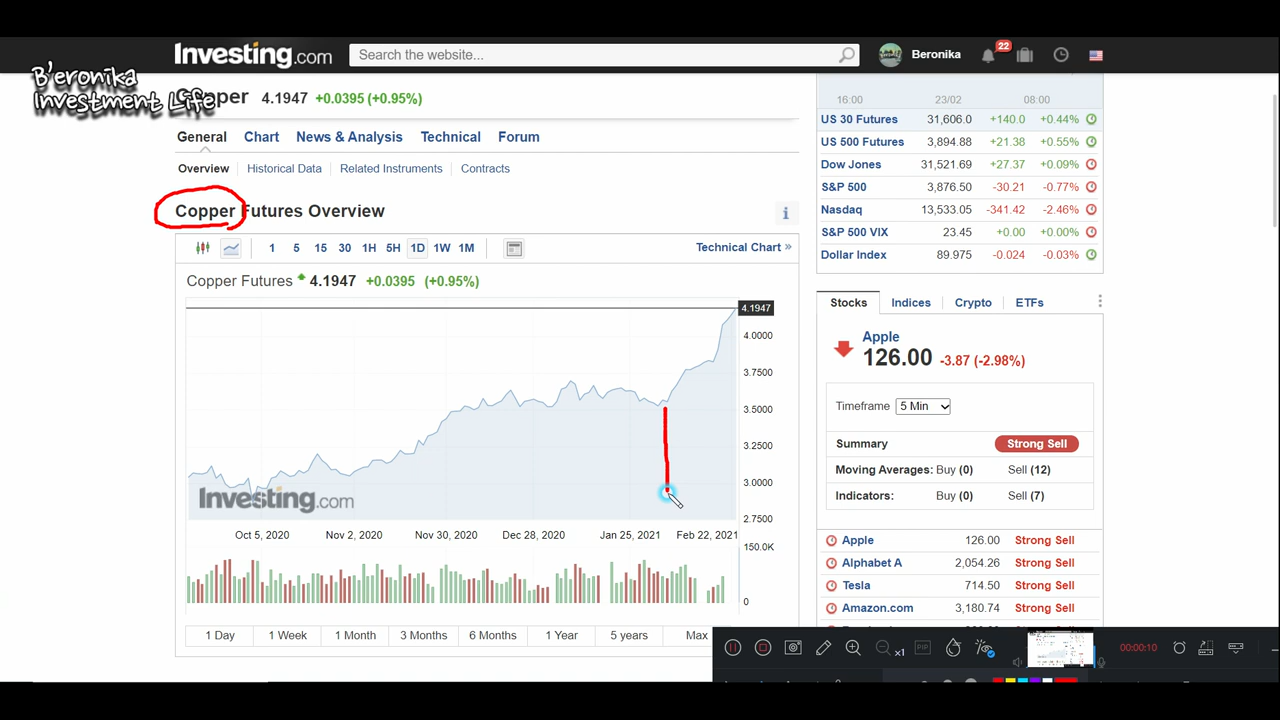 Investing.com
Search the website...
22
Beronika
B'eronika
Investment Life
Copper 4.1947 +0.0395 (+0.95%)
General Chart News & Analysis Technical Forum
Overview Historical Data Related Instruments Contracts
Copper Futures Overview
1 5 15 30 1H 5H 1D 1W 1M
Technical Chart »
Copper Futures 4.1947 +0.0395 (+0.95%)
4.1947
4.0000
3.7500
3.5000
3.2500
3.0000
2.7500
Investing.com
Oct 5, 2020 Nov 2, 2020 Nov 30, 2020 Dec 28, 2020 Jan 25, 2021 Feb 22, 2021
150.0K
0
1 Day 1 Week 1 Month 3 Months 6 Months 1 Year 5 years Max
16:00 23/02 08:00
US 30 Futures 31,606.0 +140.0 +0.44%
US 500 Futures 3,894.88 +21.38 +0.55%
Dow Jones 31,521.69 +27.37 +0.09%
S&P 500 3,876.50 -30.21 -0.77%
Nasdaq 13,533.05 -341.42 -2.46%
S&P 500 VIX 23.45 +0.00 +0.00%
Dollar Index 89.975 -0.024 -0.03%
Stocks Indices Crypto ETFs
Apple
126.00 -3.87 (-2.98%)
Timeframe 5 Min
Summary Strong Sell
Moving Averages: Buy (0) Sell (12)
Indicators: Buy (0) Sell (7)
Apple 126.00 Strong Sell
Alphabet A 2,054.26 Strong Sell
Tesla 714.50 Strong Sell
Amazon.com 3,180.74 Strong Sell
x1 PIP 00:00:10